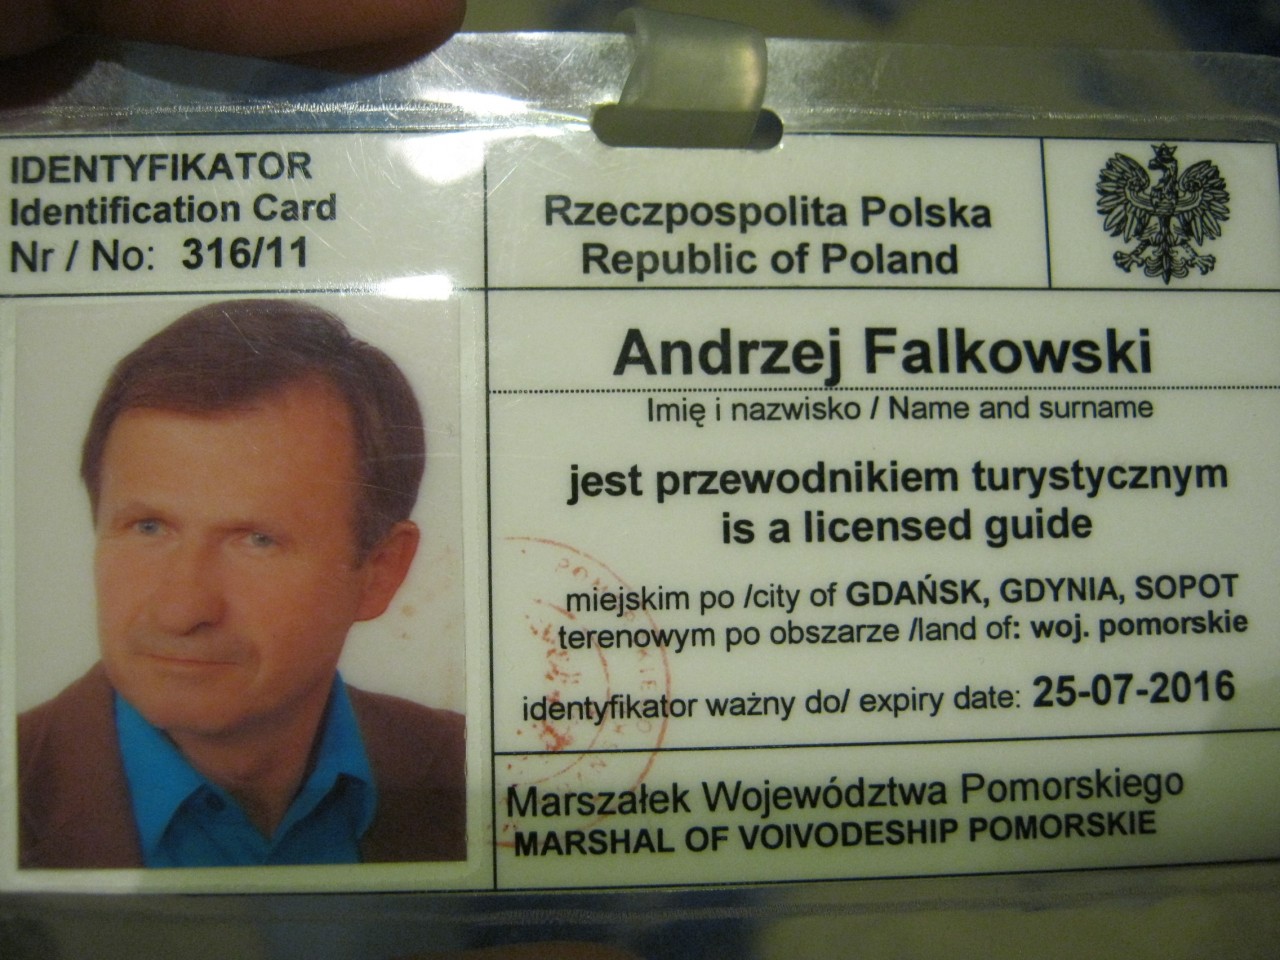 IDENTYFIKATOR
Identification Card
Nr / No: 316/11
Rzeczpospolita Polska
Republic of Poland
Andrzej Falkowski
Imię i nazwisko / Name and surname
jest przewodnikiem turystycznym
is a licensed guide
miejskim po /city of GDAŃSK, GDYNIA, SOPOT
terenowym po obszarze /land of: woj. pomorskie
identyfikator ważny do/ expiry date: 25-07-2016
Marszałek Województwa Pomorskiego
MARSHAL OF VOIVODESHIP POMORSKIE